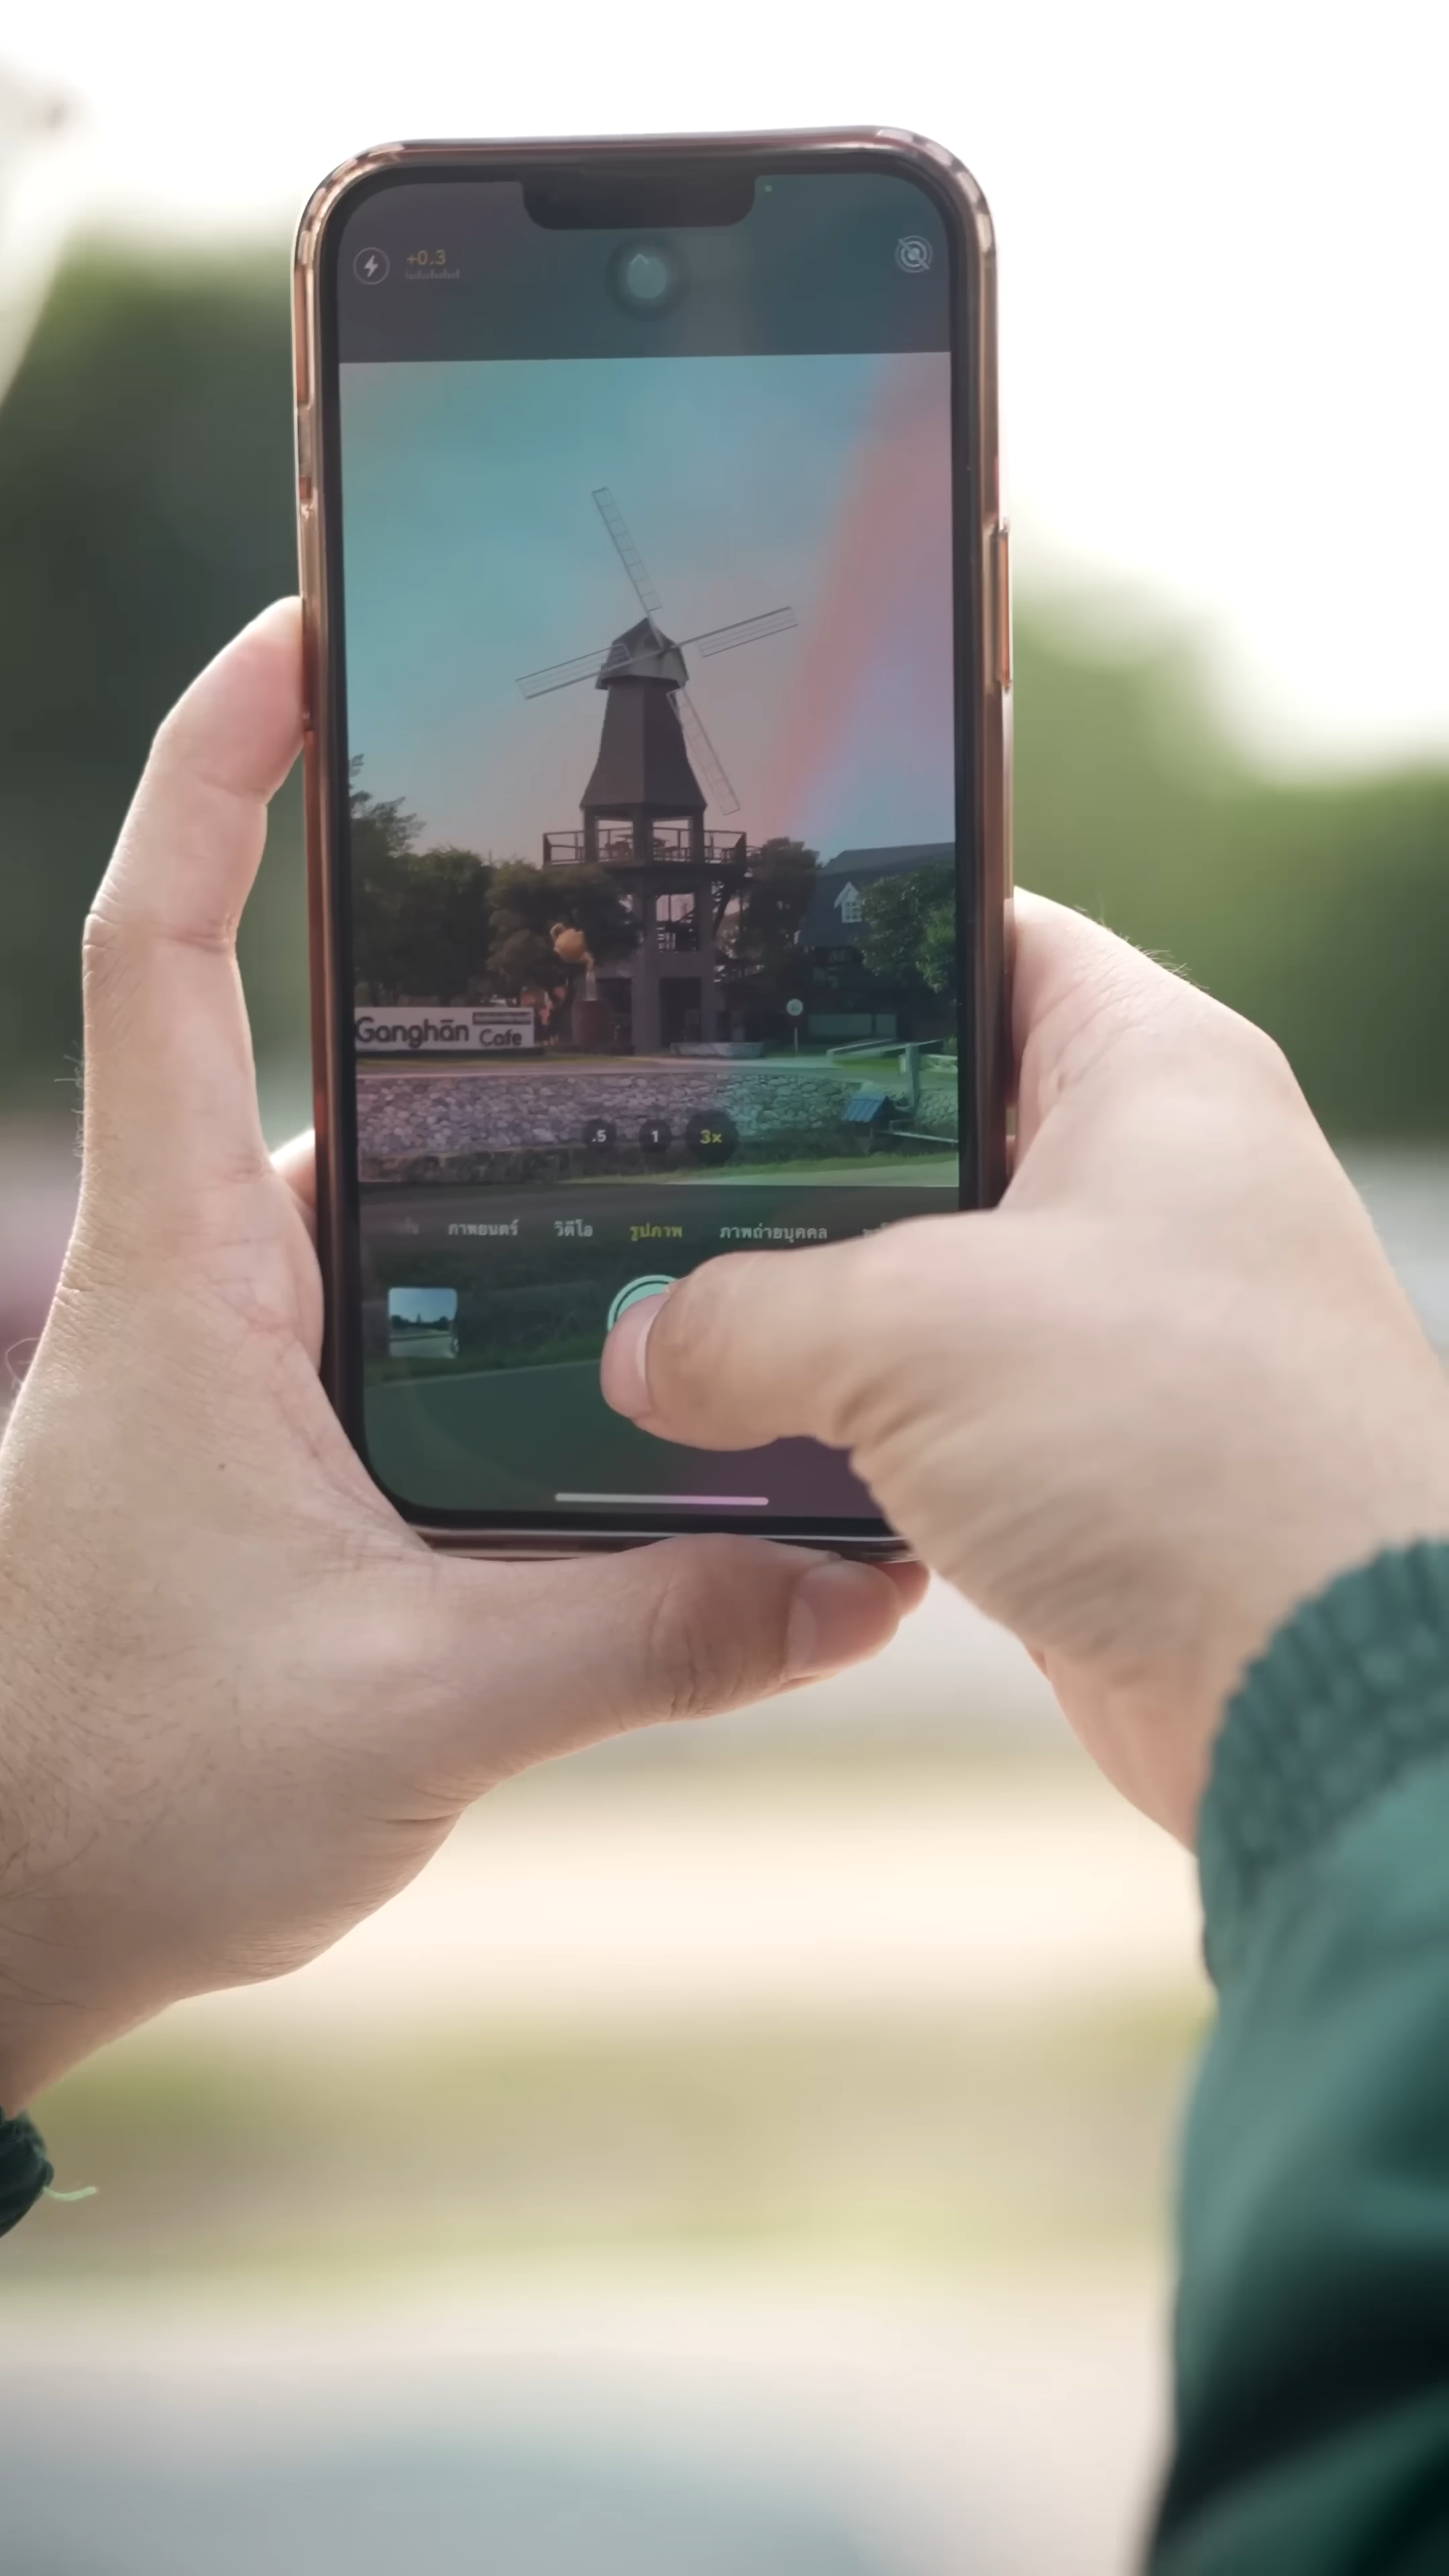 +0.3
Ganghān Cafe
.5 1 3x
ภาพยนตร์ วิดีโอ รูปภาพ ภาพถ่ายบุคคล